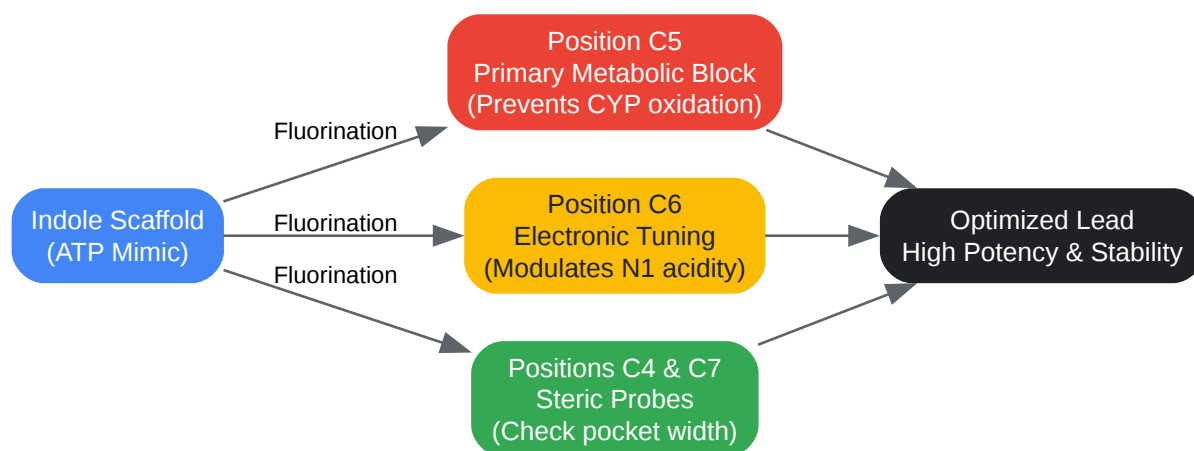 Indole Scaffold
(ATP Mimic)
Fluorination
Fluorination
Fluorination
Position C5
Primary Metabolic Block
(Prevents CYP oxidation)
Position C6
Electronic Tuning
(Modulates N1 acidity)
Positions C4 & C7
Steric Probes
(Check pocket width)
Optimized Lead
High Potency & Stability